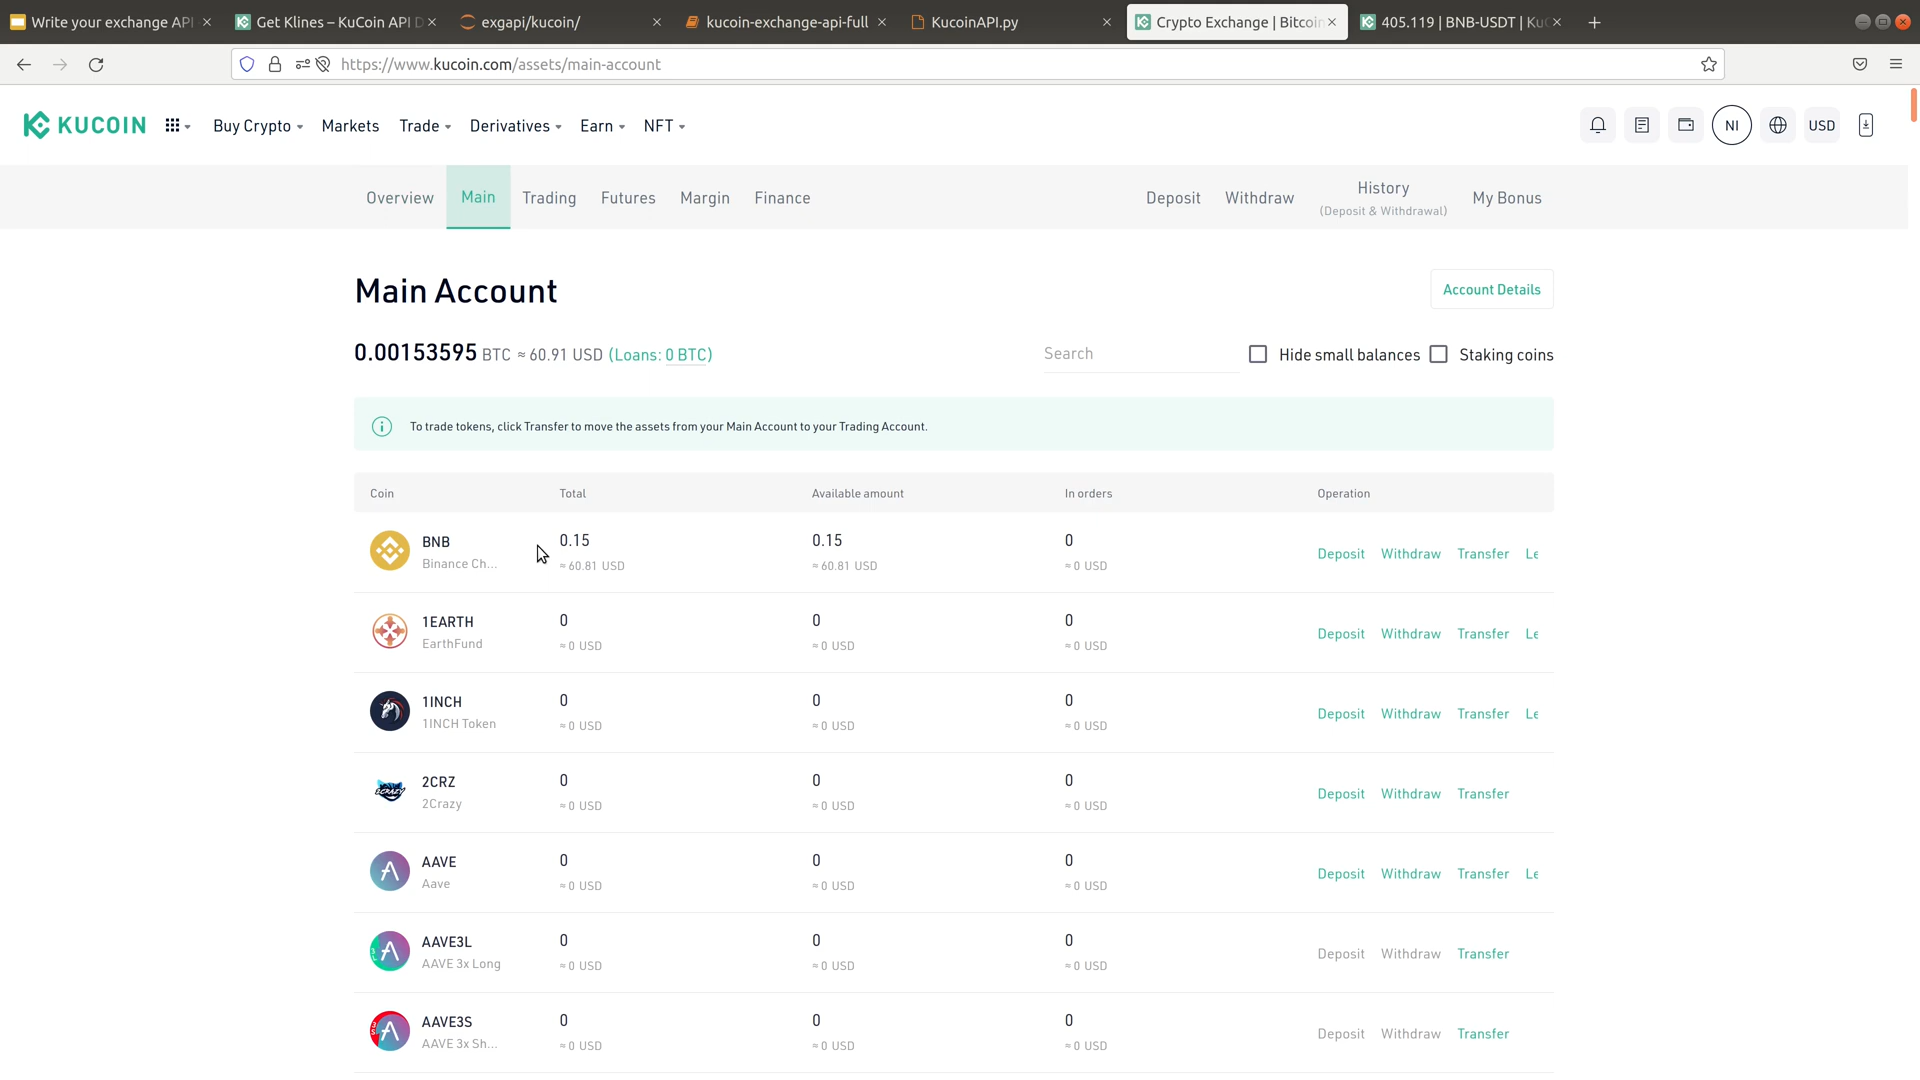 Write your exchange API
Get Klines – KuCoin API D
exgapi/kucoin/
kucoin-exchange-api-full
KucoinAPI.py
Crypto Exchange | Bitcoin
405.119 | BNB-USDT | KuC
https://www.kucoin.com/assets/main-account
KUCOIN
Buy Crypto
Markets
Trade
Derivatives
Earn
NFT
NI
USD
Overview
Main
Trading
Futures
Margin
Finance
Deposit
Withdraw
History
(Deposit & Withdrawal)
My Bonus
Main Account
Account Details
0.00153595 BTC ≈ 60.91 USD (Loans: 0 BTC)
Search
Hide small balances
Staking coins
To trade tokens, click Transfer to move the assets from your Main Account to your Trading Account.
Coin Total Available amount In orders Operation
BNB 0.15 0.15 0
Binance Ch... ≈ 60.81 USD ≈ 60.81 USD ≈ 0 USD
Deposit Withdraw Transfer Le
1EARTH 0 0 0
EarthFund ≈ 0 USD ≈ 0 USD ≈ 0 USD
Deposit Withdraw Transfer Le
1INCH 0 0 0
1INCH Token ≈ 0 USD ≈ 0 USD ≈ 0 USD
Deposit Withdraw Transfer Le
2CRZ 0 0 0
2Crazy ≈ 0 USD ≈ 0 USD ≈ 0 USD
Deposit Withdraw Transfer
AAVE 0 0 0
Aave ≈ 0 USD ≈ 0 USD ≈ 0 USD
Deposit Withdraw Transfer Le
AAVE3L 0 0 0
AAVE 3x Long ≈ 0 USD ≈ 0 USD ≈ 0 USD
Deposit Withdraw Transfer
AAVE3S 0 0 0
AAVE 3x Sh... ≈ 0 USD ≈ 0 USD ≈ 0 USD
Deposit Withdraw Transfer